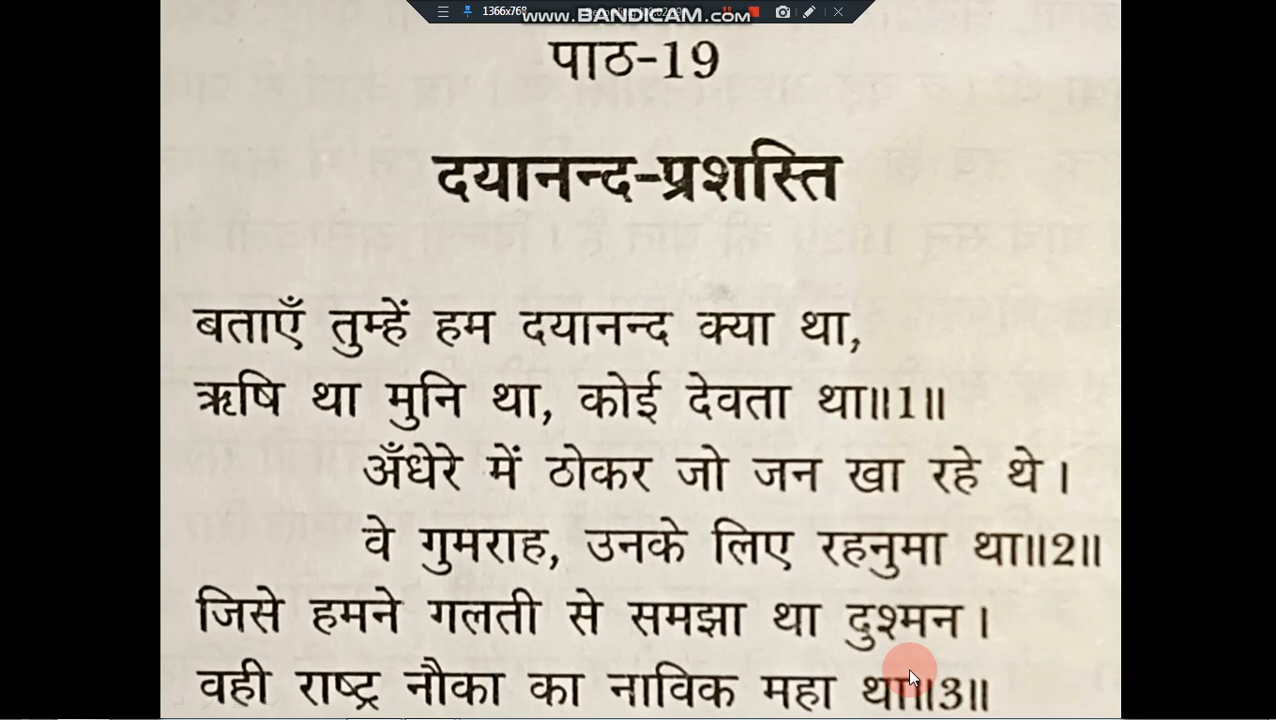 1366x768
www.BANDICAM.com
पाठ-19
दयानन्द-प्रशस्ति
बताएँ तुम्हें हम दयानन्द क्या था,
ऋषि था मुनि था, कोई देवता था॥1॥
अँधेरे में ठोकर जो जन खा रहे थे।
वे गुमराह, उनके लिए रहनुमा था॥2॥
जिसे हमने गलती से समझा था दुश्मन।
वही राष्ट्र नौका का नाविक महा था॥3॥